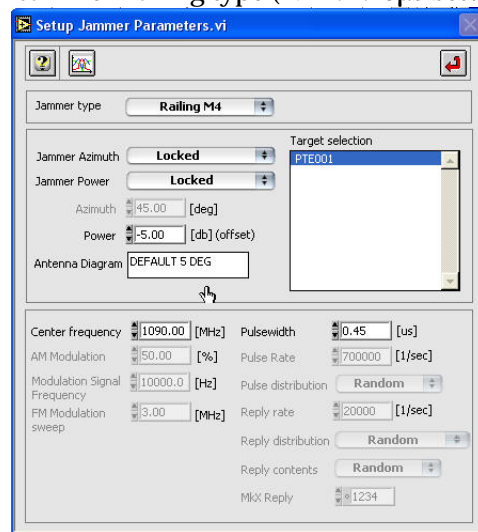 Setup Jammer Parameters.vi
Jammer type Railing M4
Target selection
Jammer Azimuth Locked PTE001
Jammer Power Locked
Azimuth 45.00 [deg]
Power -5.00 [db] (offset)
Antenna Diagram DEFAULT 5 DEG
Center frequency 1090.00 [MHz] Pulsewidth 0.45 [us]
AM Modulation 50.00 [%] Pulse Rate 700000 [1/sec]
Modulation Signal Frequency 10000.0 [Hz] Pulse distribution Random
FM Modulation sweep 3.00 [MHz] Reply rate 20000 [1/sec]
Reply distribution Random
Reply contents Random
MkX Reply 1234